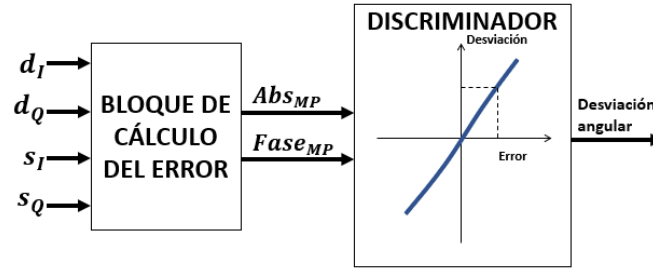 DISCRIMINADOR
Desviación
d_I
d_Q
s_I
s_Q
BLOQUE DE
CÁLCULO
DEL ERROR
Abs_MP
Fase_MP
Error
Desviación
angular